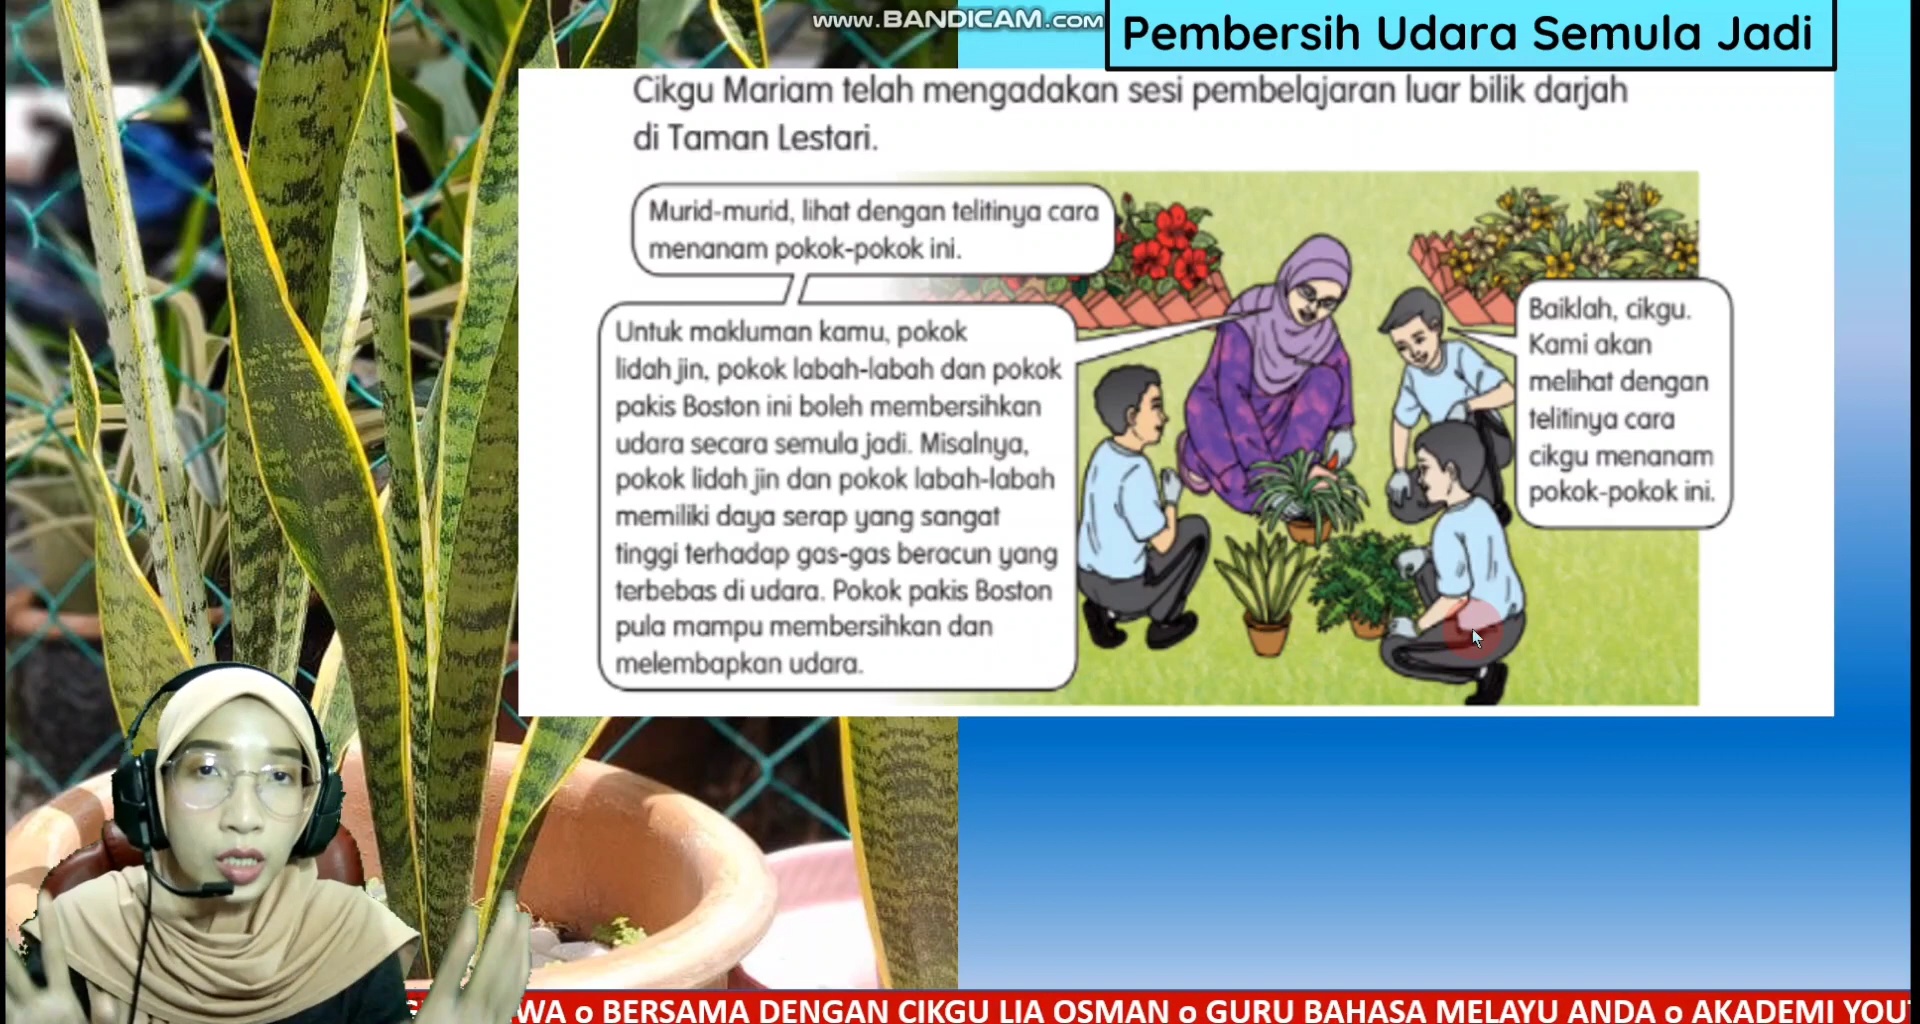 www.BANDICAM.com
Pembersih Udara Semula Jadi
Cikgu Mariam telah mengadakan sesi pembelajaran luar bilik darjah
di Taman Lestari.
Murid-murid, lihat dengan telitinya cara
menanam pokok-pokok ini.
Untuk makluman kamu, pokok
lidah jin, pokok labah-labah dan pokok
pakis Boston ini boleh membersihkan
udara secara semula jadi. Misalnya,
pokok lidah jin dan pokok labah-labah
memiliki daya serap yang sangat
tinggi terhadap gas-gas beracun yang
terbebas di udara. Pokok pakis Boston
pula mampu membersihkan dan
melembapkan udara.
Baiklah, cikgu.
Kami akan
melihat dengan
telitinya cara
cikgu menanam
pokok-pokok ini.
WA o BERSAMA DENGAN CIKGU LIA OSMAN o GURU BAHASA MELAYU ANDA o AKADEMI YOU